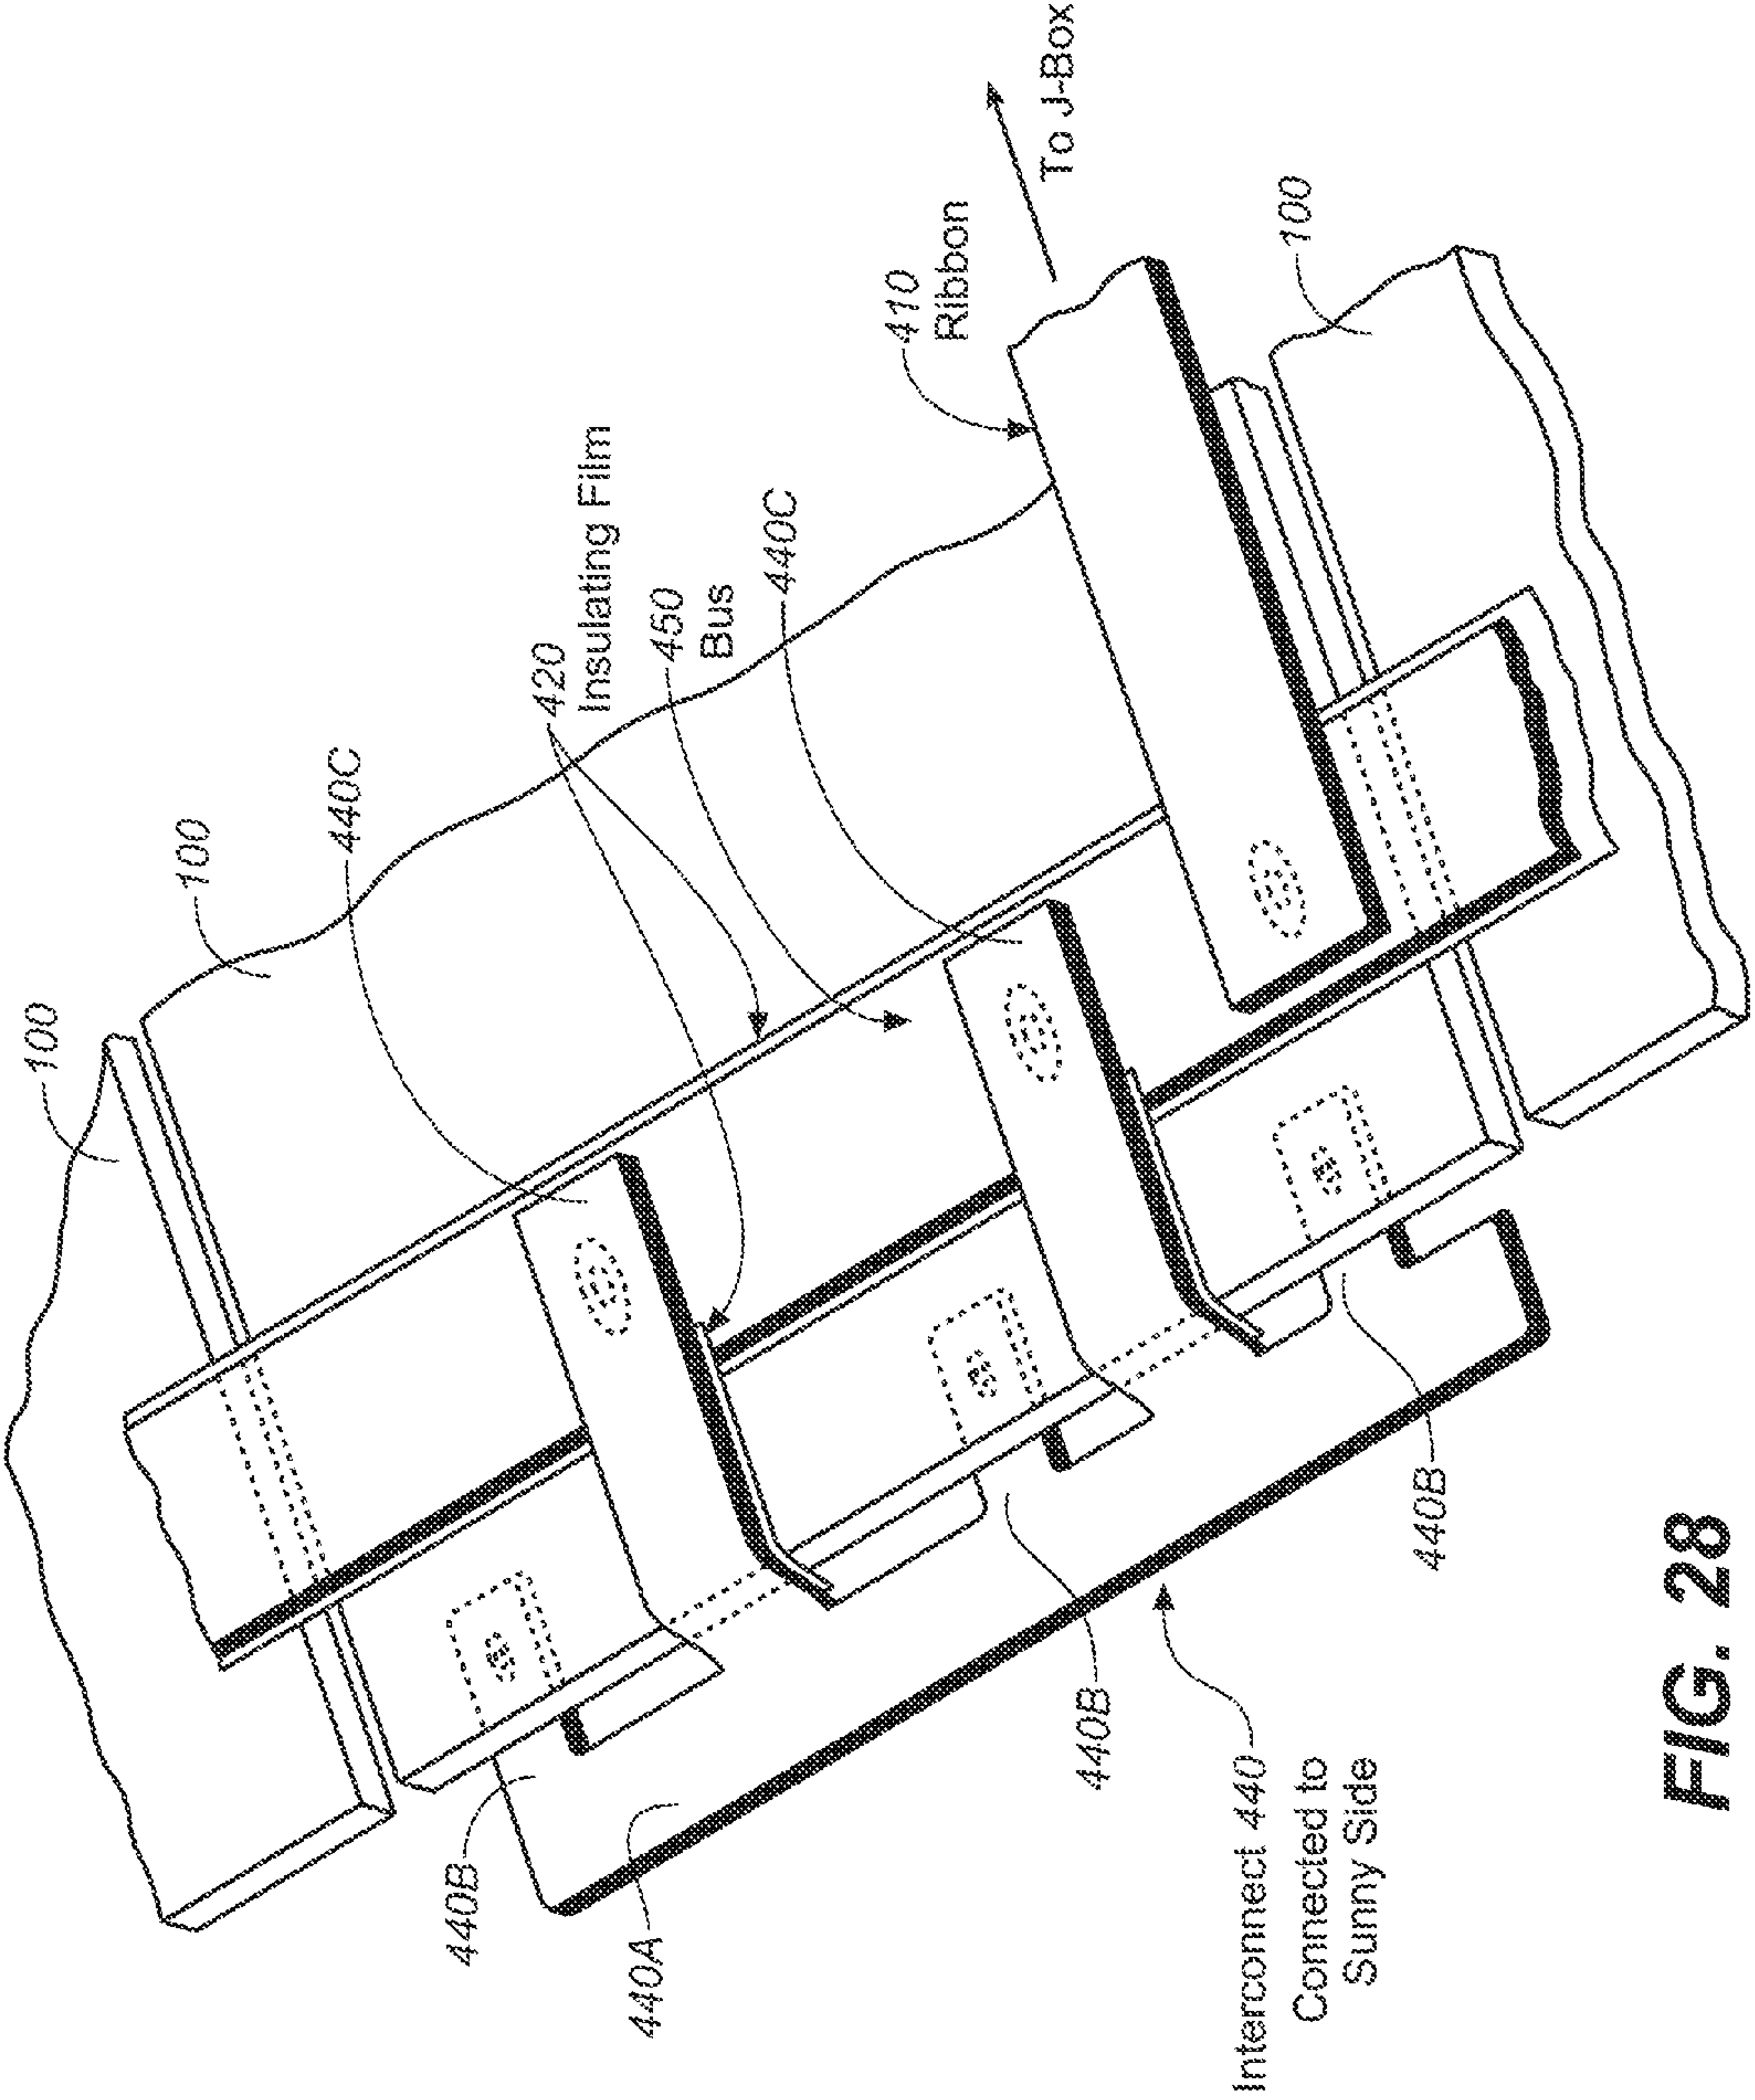 100
100
440C
420
Insulating Film
450
Bus
440C
410
Ribbon
To J-Box
100
440B
440A
Interconnect 440
Connected to
Sunny Side
440B
440B
FIG. 28